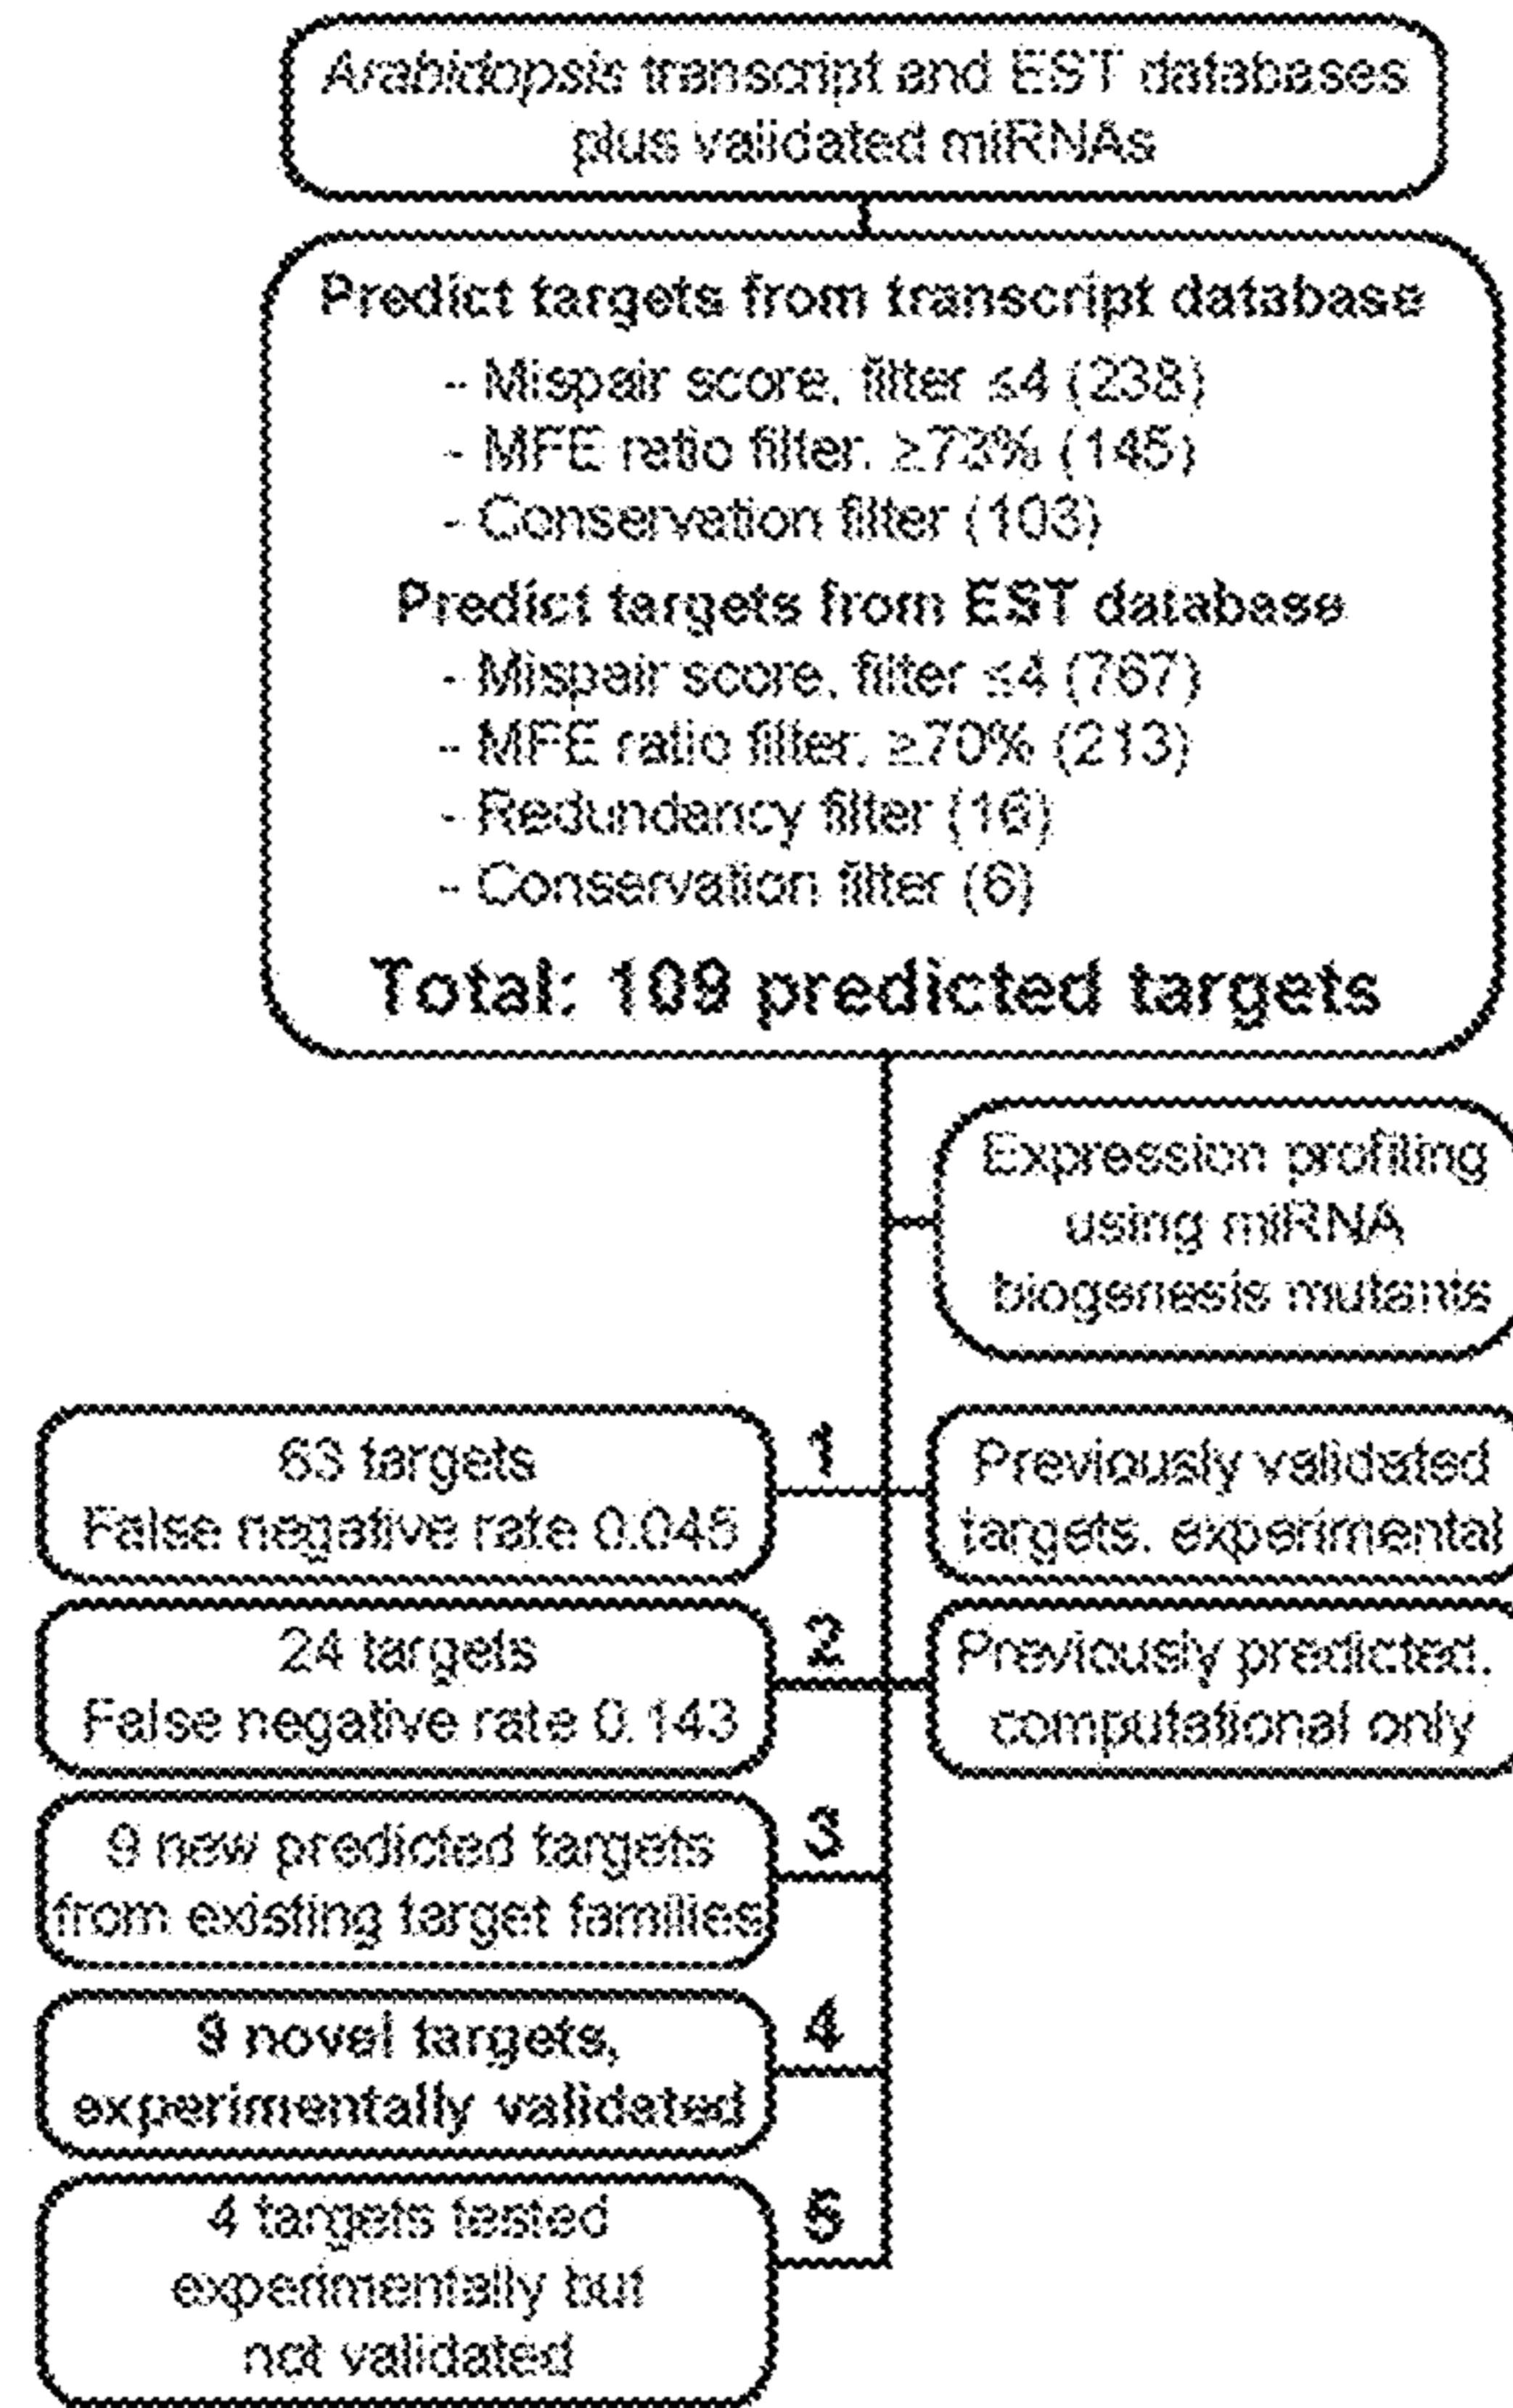 Arabidopsis transcript and EST databases
plus validated miRNAs
Predict targets from transcript database
- Mispair score, filter ≤4 (238)
- MFE ratio filter, ≥73% (145)
- Conservation filter (103)
Predict targets from EST database
- Mispair score, filter ≤4 (767)
- MFE ratio filter, ≥70% (213)
- Redundancy filter (16)
- Conservation filter (6)
Total: 109 predicted targets
Expression profiling
using miRNA
biogenesis mutants
63 targets
False negative rate 0.045
1
Previously validated
targets, experimental
24 targets
False negative rate 0.143
2
Previously predicted,
computational only
9 new predicted targets
from existing target families
3
9 novel targets,
experimentally validated
4
4 targets tested
experimentally but
not validated
5